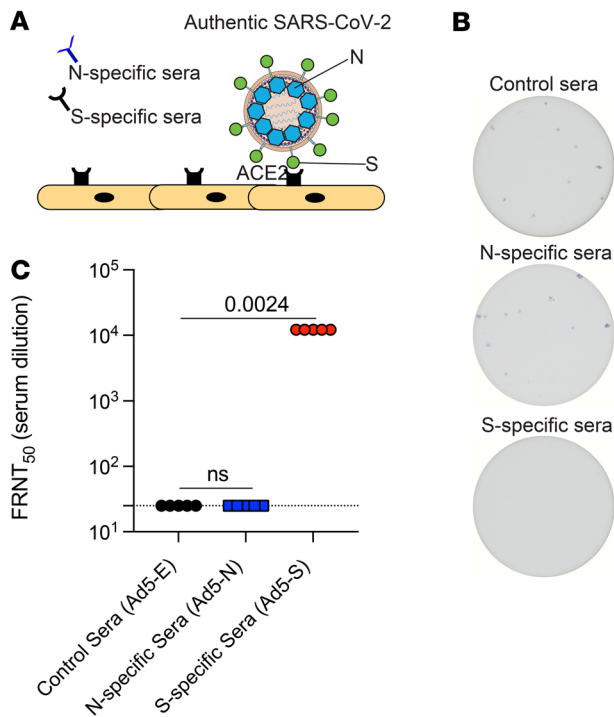 A
Authentic SARS-CoV-2
N-specific sera
S-specific sera
N
S
ACE2
B
Control sera
N-specific sera
S-specific sera
C
FRNT50 (serum dilution)
10^5
10^4
10^3
10^2
10^1
0.0024
ns
Control Sera (Ad5-E)
N-specific Sera (Ad5-N)
S-specific Sera (Ad5-S)